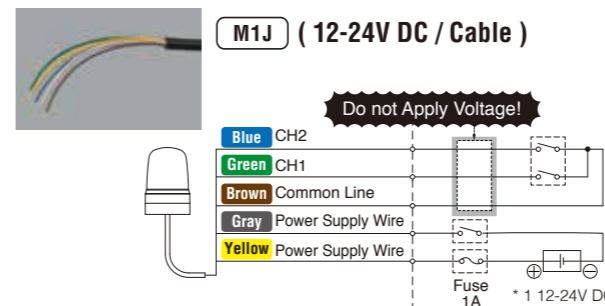 M1J ( 12-24V DC / Cable )
Do not Apply Voltage!
Blue CH2
Green CH1
Brown Common Line
Gray Power Supply Wire
Yellow Power Supply Wire
Fuse
1A
* 1 12-24V DC